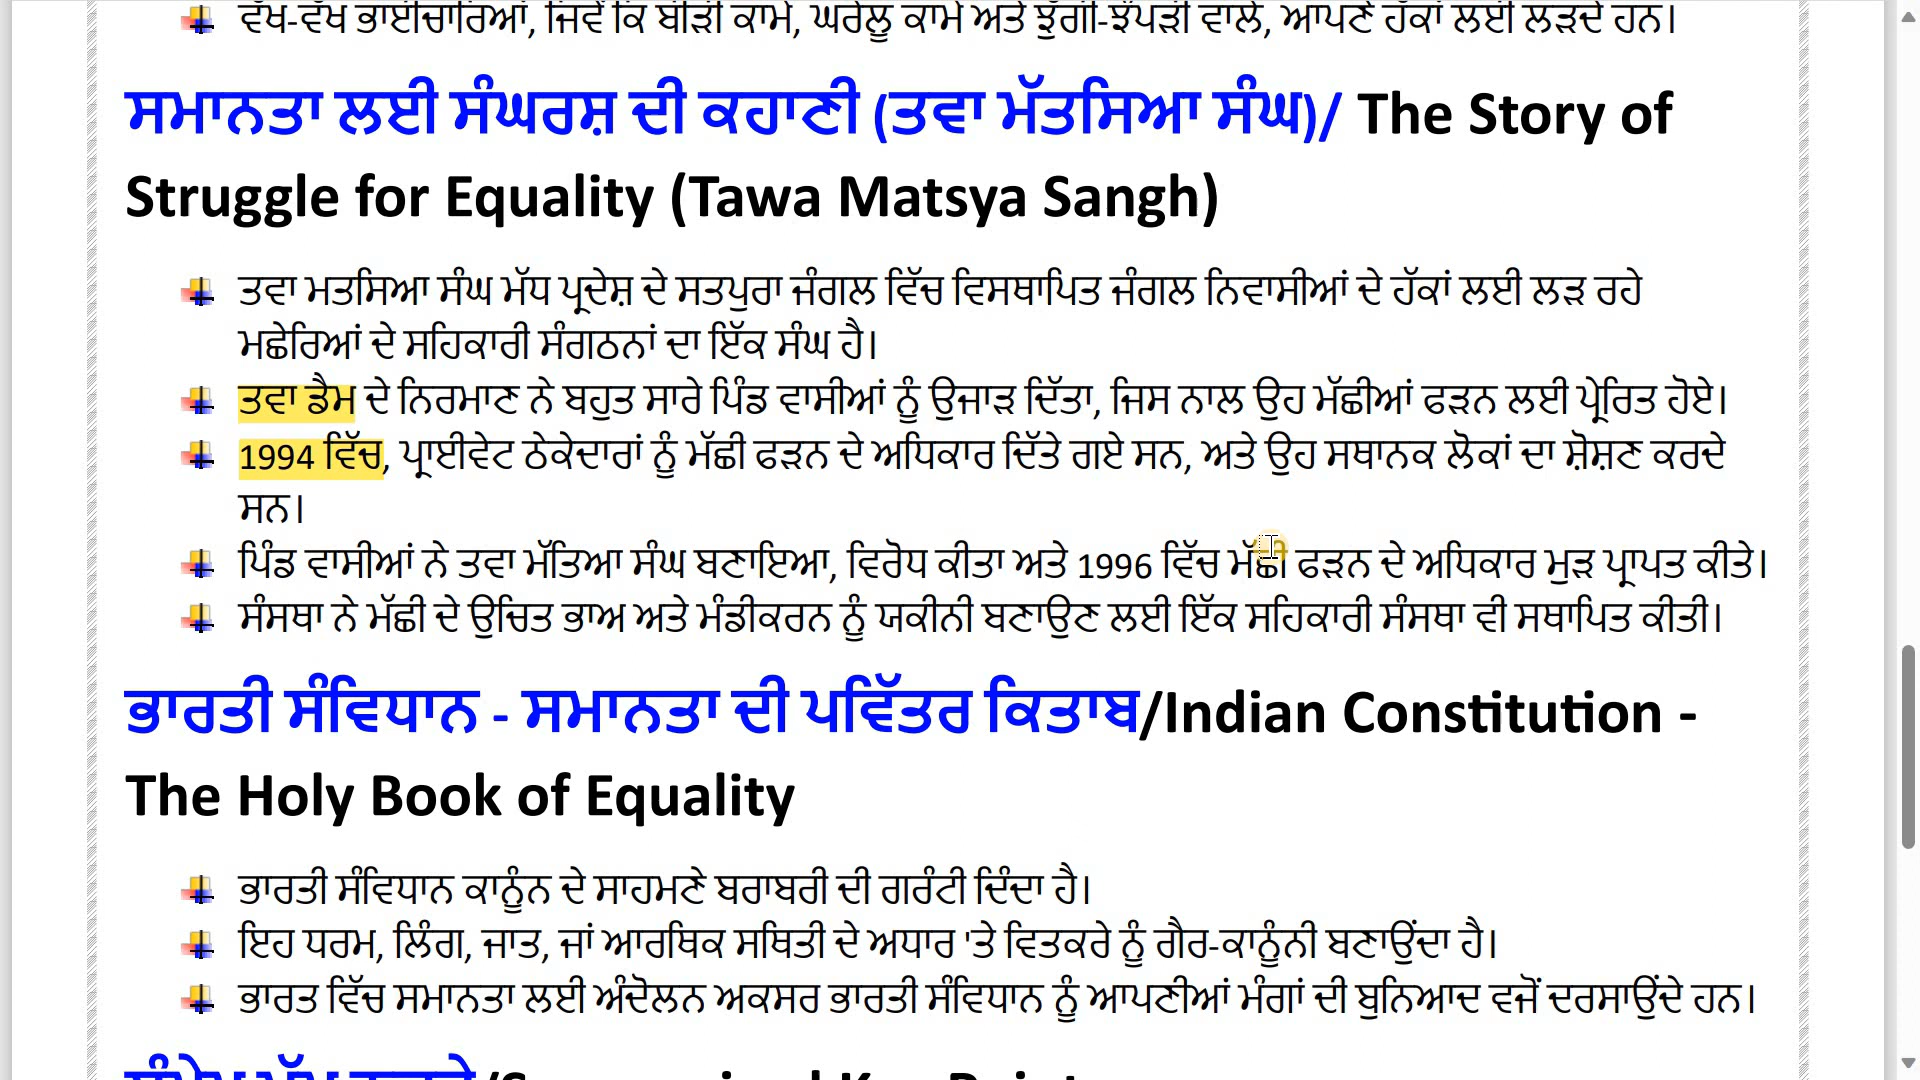 ਵੱਖ-ਵੱਖ ਭਾਈਚਾਰਿਆਂ, ਜਿਵੇਂ ਕਿ ਬੀੜੀ ਕਾਮੇ, ਘਰੇਲੂ ਕਾਮੇ ਅਤੇ ਝੁੱਗੀ-ਝੌਂਪੜੀ ਵਾਲੇ, ਆਪਣੇ ਹੱਕਾਂ ਲਈ ਲੜਦੇ ਹਨ।
ਸਮਾਨਤਾ ਲਈ ਸੰਘਰਸ਼ ਦੀ ਕਹਾਣੀ (ਤਵਾ ਮੱਤਸਿਆ ਸੰਘ)/ The Story of
Struggle for Equality (Tawa Matsya Sangh)
ਤਵਾ ਮਤਸਿਆ ਸੰਘ ਮੱਧ ਪ੍ਰਦੇਸ਼ ਦੇ ਸਤਪੁਰਾ ਜੰਗਲ ਵਿੱਚ ਵਿਸਥਾਪਿਤ ਜੰਗਲ ਨਿਵਾਸੀਆਂ ਦੇ ਹੱਕਾਂ ਲਈ ਲੜ ਰਹੇ
ਮਛੇਰਿਆਂ ਦੇ ਸਹਿਕਾਰੀ ਸੰਗਠਨਾਂ ਦਾ ਇੱਕ ਸੰਘ ਹੈ।
ਤਵਾ ਡੈਮ ਦੇ ਨਿਰਮਾਣ ਨੇ ਬਹੁਤ ਸਾਰੇ ਪਿੰਡ ਵਾਸੀਆਂ ਨੂੰ ਉਜਾੜ ਦਿੱਤਾ, ਜਿਸ ਨਾਲ ਉਹ ਮੱਛੀਆਂ ਫੜਨ ਲਈ ਪ੍ਰੇਰਿਤ ਹੋਏ।
1994 ਵਿੱਚ, ਪ੍ਰਾਈਵੇਟ ਠੇਕੇਦਾਰਾਂ ਨੂੰ ਮੱਛੀ ਫੜਨ ਦੇ ਅਧਿਕਾਰ ਦਿੱਤੇ ਗਏ ਸਨ, ਅਤੇ ਉਹ ਸਥਾਨਕ ਲੋਕਾਂ ਦਾ ਸ਼ੋਸ਼ਣ ਕਰਦੇ
ਸਨ।
ਪਿੰਡ ਵਾਸੀਆਂ ਨੇ ਤਵਾ ਮੱਤਿਆ ਸੰਘ ਬਣਾਇਆ, ਵਿਰੋਧ ਕੀਤਾ ਅਤੇ 1996 ਵਿੱਚ ਮੱਛੀ ਫੜਨ ਦੇ ਅਧਿਕਾਰ ਮੁੜ ਪ੍ਰਾਪਤ ਕੀਤੇ।
ਸੰਸਥਾ ਨੇ ਮੱਛੀ ਦੇ ਉਚਿਤ ਭਾਅ ਅਤੇ ਮੰਡੀਕਰਨ ਨੂੰ ਯਕੀਨੀ ਬਣਾਉਣ ਲਈ ਇੱਕ ਸਹਿਕਾਰੀ ਸੰਸਥਾ ਵੀ ਸਥਾਪਿਤ ਕੀਤੀ।
ਭਾਰਤੀ ਸੰਵਿਧਾਨ - ਸਮਾਨਤਾ ਦੀ ਪਵਿੱਤਰ ਕਿਤਾਬ/Indian Constitution -
The Holy Book of Equality
ਭਾਰਤੀ ਸੰਵਿਧਾਨ ਕਾਨੂੰਨ ਦੇ ਸਾਹਮਣੇ ਬਰਾਬਰੀ ਦੀ ਗਰੰਟੀ ਦਿੰਦਾ ਹੈ।
ਇਹ ਧਰਮ, ਲਿੰਗ, ਜਾਤ, ਜਾਂ ਆਰਥਿਕ ਸਥਿਤੀ ਦੇ ਅਧਾਰ 'ਤੇ ਵਿਤਕਰੇ ਨੂੰ ਗੈਰ-ਕਾਨੂੰਨੀ ਬਣਾਉਂਦਾ ਹੈ।
ਭਾਰਤ ਵਿੱਚ ਸਮਾਨਤਾ ਲਈ ਅੰਦੋਲਨ ਅਕਸਰ ਭਾਰਤੀ ਸੰਵਿਧਾਨ ਨੂੰ ਆਪਣੀਆਂ ਮੰਗਾਂ ਦੀ ਬੁਨਿਆਦ ਵਜੋਂ ਦਰਸਾਉਂਦੇ ਹਨ।